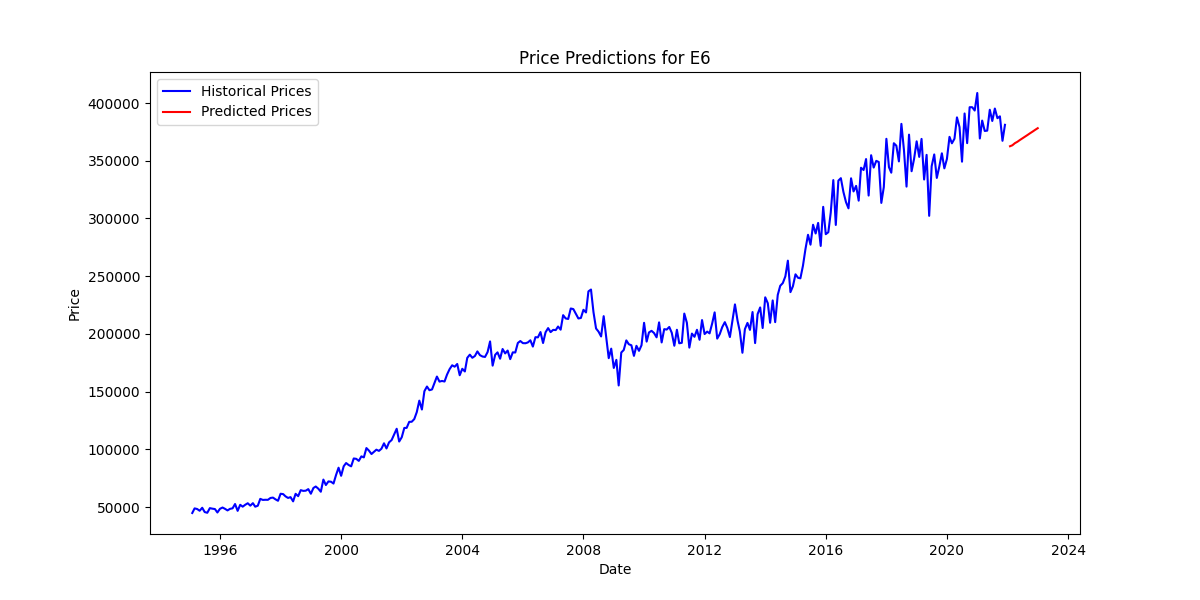 Price Predictions for E6
Historical Prices
Predicted Prices
400000
350000
300000
250000
200000
150000
100000
50000
Price
1996 2000 2004 2008 2012 2016 2020 2024
Date